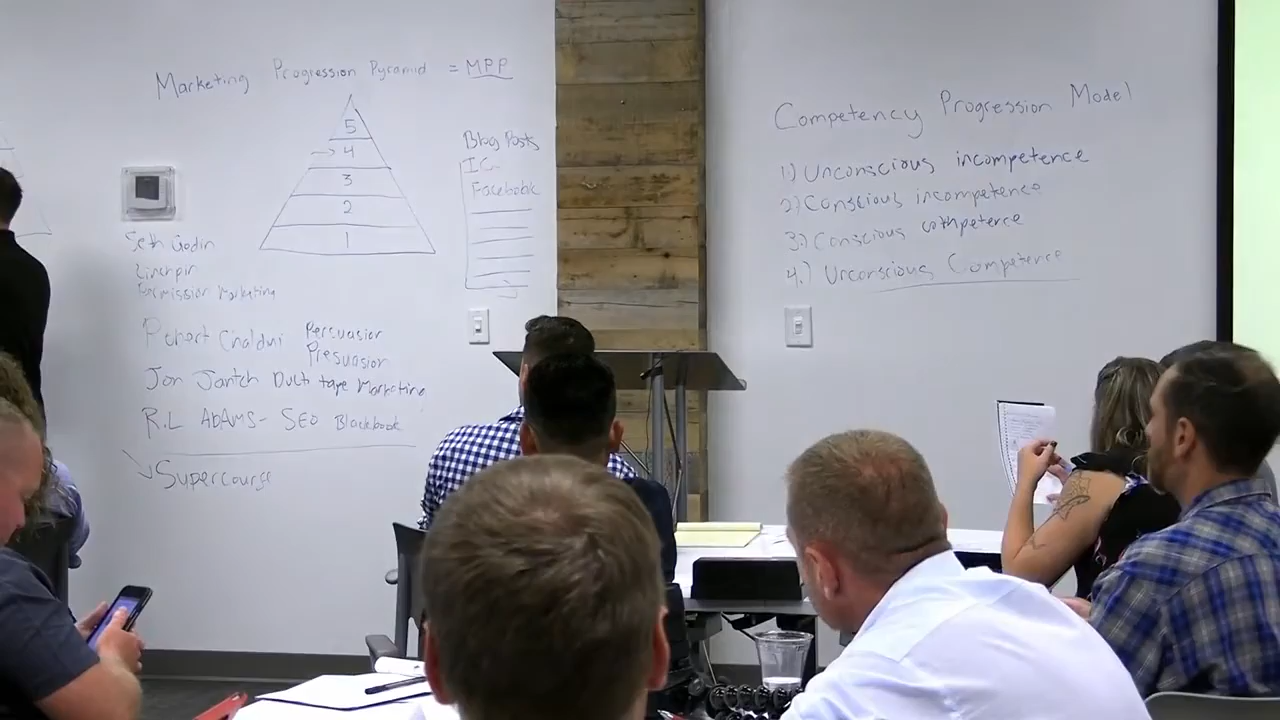 Marketing Progression Pyramid = MPP
5
→ 4
3
2
1
Blog Posts
IG
Facebook
Seth Godin
Linchpin
Permission Marketing
Robert Cialdini Persuasion
Presuasion
Jon Jantch Duct tape Marketing
R.L ADAMS- SEO Blackbook
Supercourse
Competency Progression Model
1.) Unconscious incompetence
2.) Conscious incompetence
3.) Conscious competence
4.) Unconscious Competence